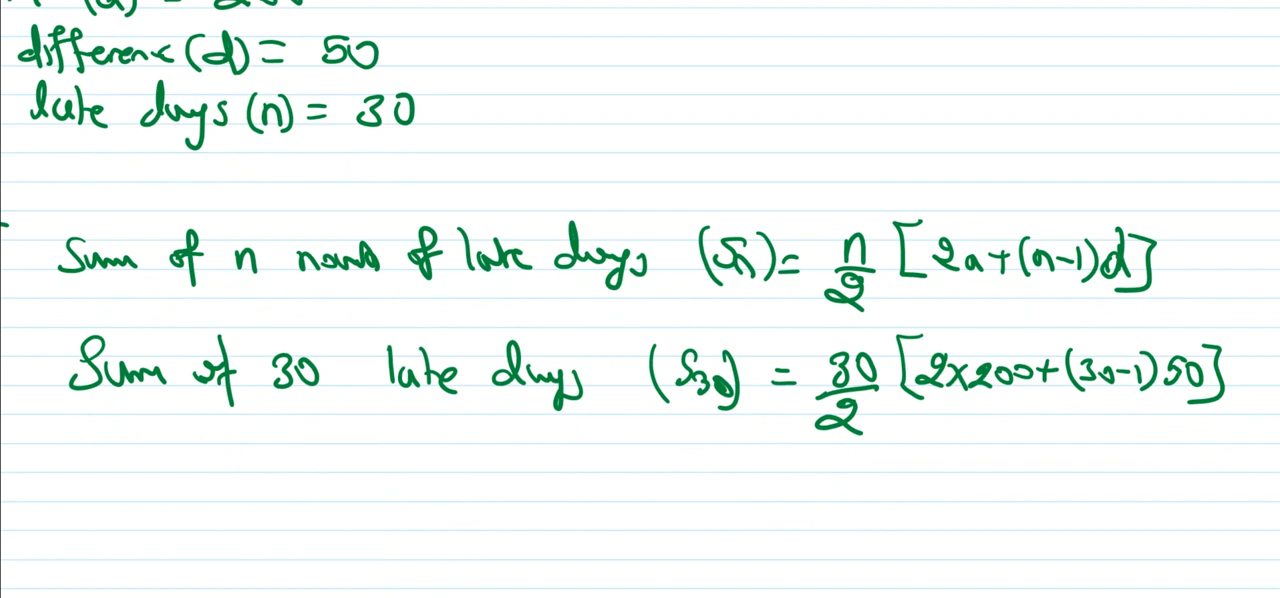 (a) = 200
difference (d) = 50
late days (n) = 30
Sum of n of late days (Sn) = n/2 [2a+(n-1)d]
Sum of 30 late days (S30) = 30/2 [2×200+(30-1)50]